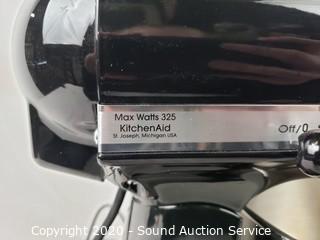 Max Watts 325
KitchenAid
St. Joseph, Michigan USA
Off/0
Copyright © 2020 - Sound Auction Service